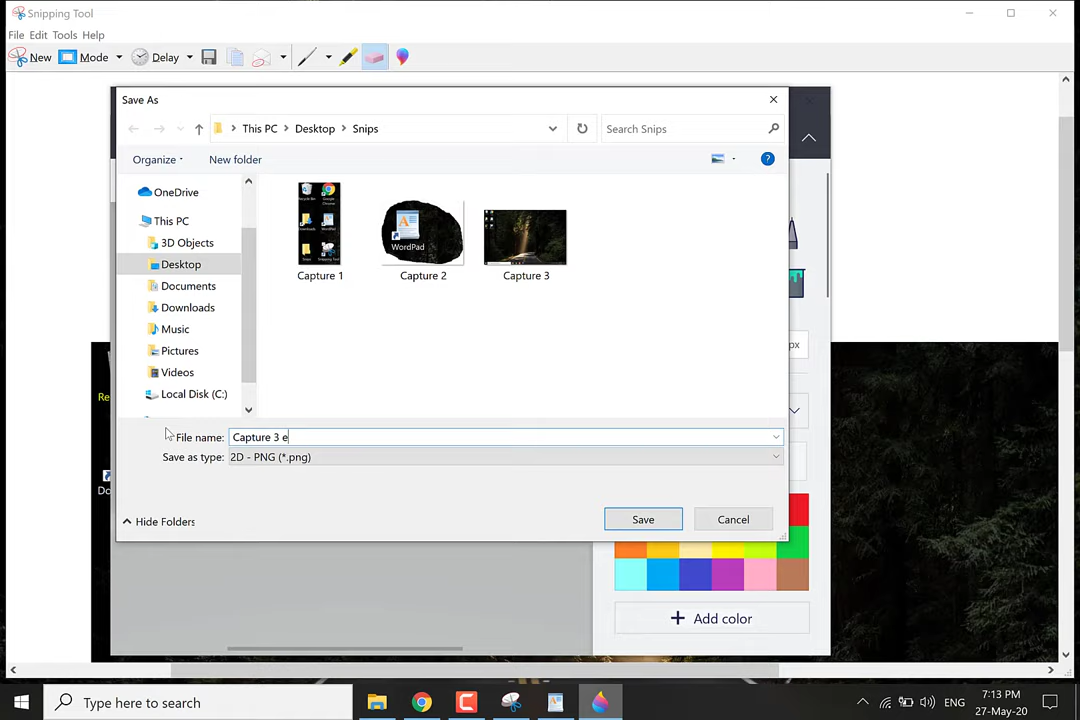 Snipping Tool
File Edit Tools Help
New Mode Delay
Save As
This PC Desktop Snips
Search Snips
Organize
New folder
?
OneDrive
This PC
3D Objects
Desktop
Documents
Downloads
Music
Pictures
Videos
Local Disk (C:)
WordPad
Capture 1
Capture 2
Capture 3
px
Re
Do
File name: Capture 3 e
Save as type: 2D - PNG (*.png)
Hide Folders
Save
Cancel
Add color
Type here to search
ENG
7:13 PM
27-May-20